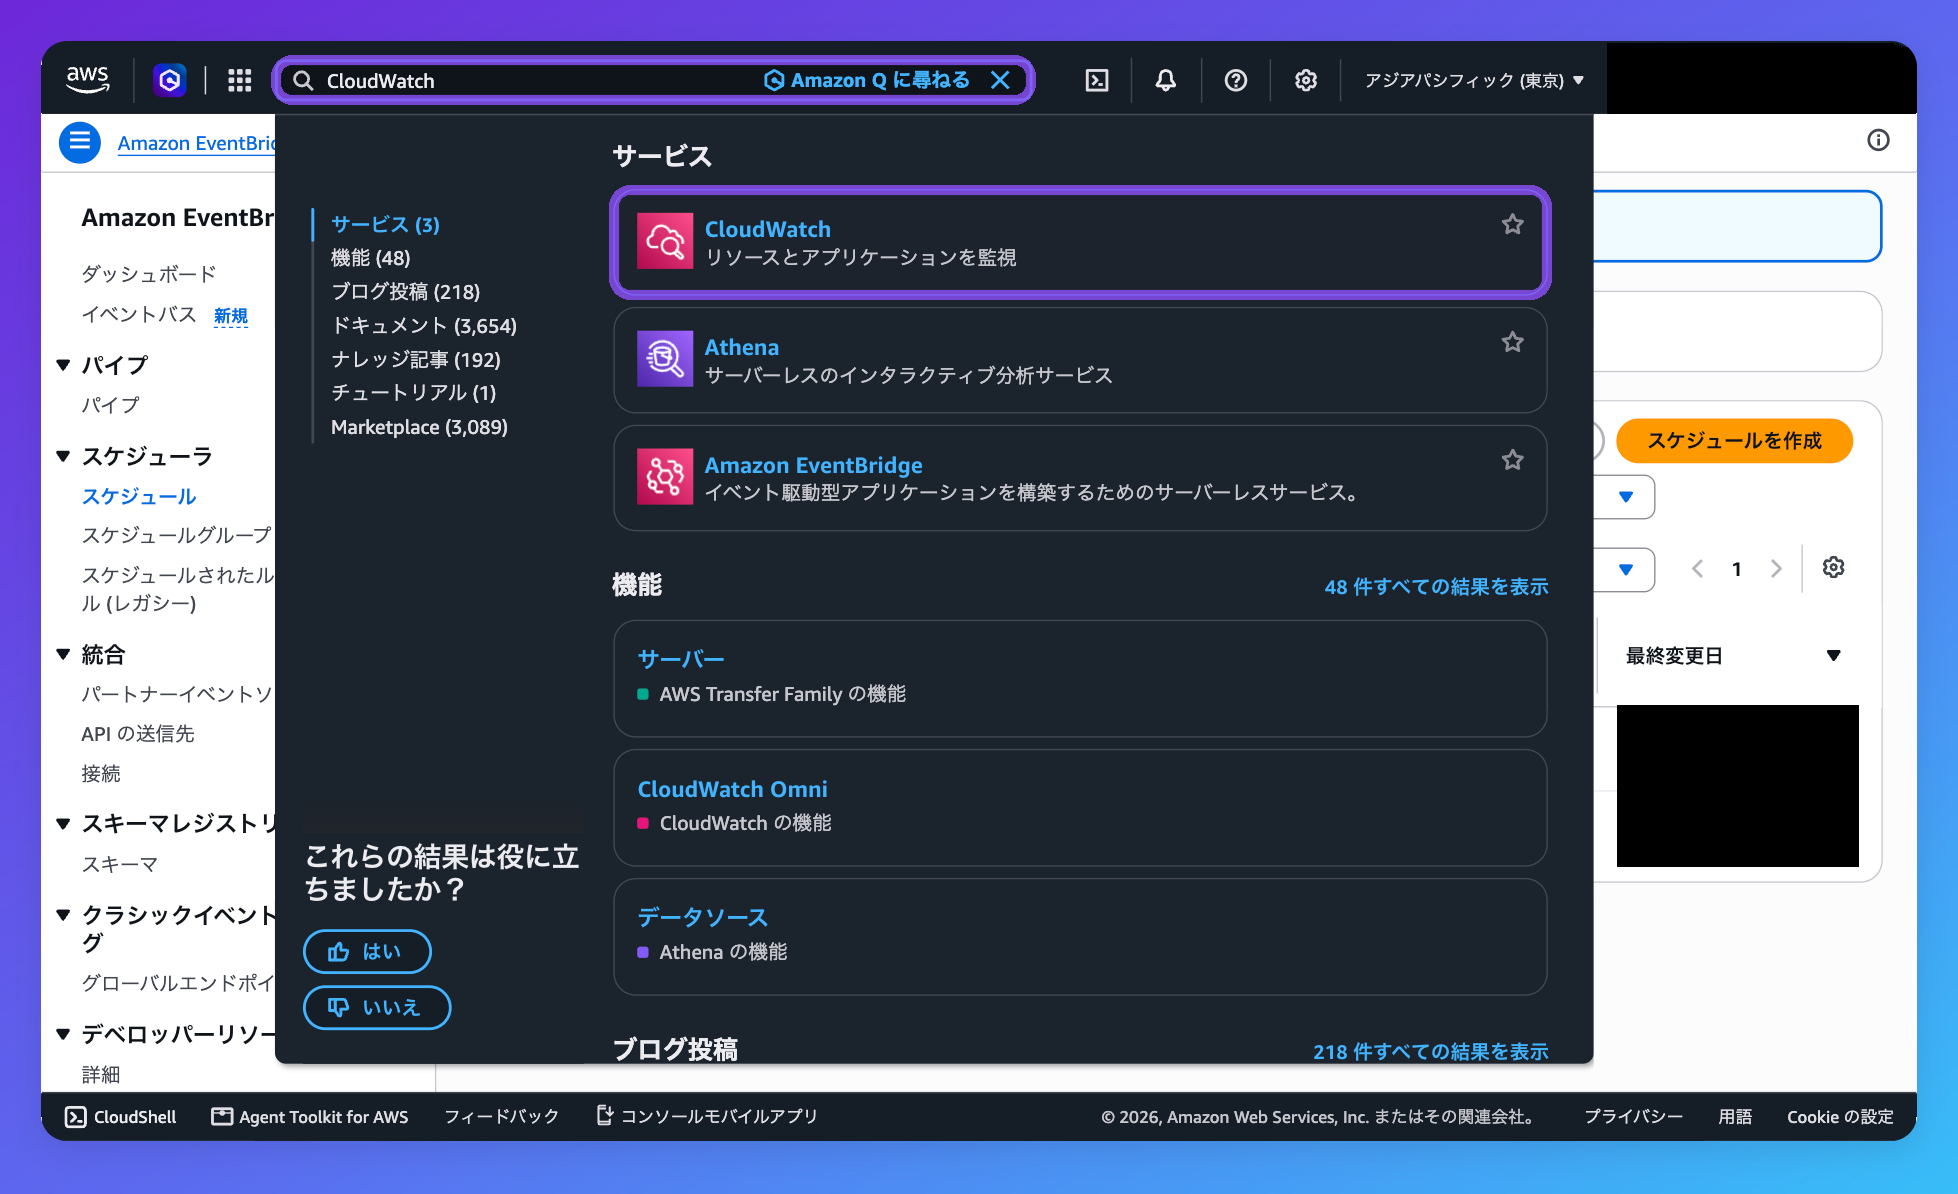 aws
CloudWatch
Amazon Q に尋ねる
アジアパシフィック (東京)
Amazon EventBri
Amazon EventBr
ダッシュボード
イベントバス 新規
パイプ
パイプ
スケジューラ
スケジュール
スケジュールグループ
スケジュールされたル
ル (レガシー)
統合
パートナーイベントソ
API の送信先
接続
スキーマレジストリ
スキーマ
クラシックイベント
グ
グローバルエンドポイ
デベロッパーリソー
詳細
サービス (3)
機能 (48)
ブログ投稿 (218)
ドキュメント (3,654)
ナレッジ記事 (192)
チュートリアル (1)
Marketplace (3,089)
これらの結果は役に立
ちましたか？
はい
いいえ
サービス
CloudWatch
リソースとアプリケーションを監視
Athena
サーバーレスのインタラクティブ分析サービス
Amazon EventBridge
イベント駆動型アプリケーションを構築するためのサーバーレスサービス。
機能
48 件すべての結果を表示
サーバー
AWS Transfer Family の機能
CloudWatch Omni
CloudWatch の機能
データソース
Athena の機能
ブログ投稿
218 件すべての結果を表示
スケジュールを作成
1
最終変更日
CloudShell
Agent Toolkit for AWS
フィードバック
コンソールモバイルアプリ
© 2026, Amazon Web Services, Inc. またはその関連会社。
プライバシー
用語
Cookie の設定